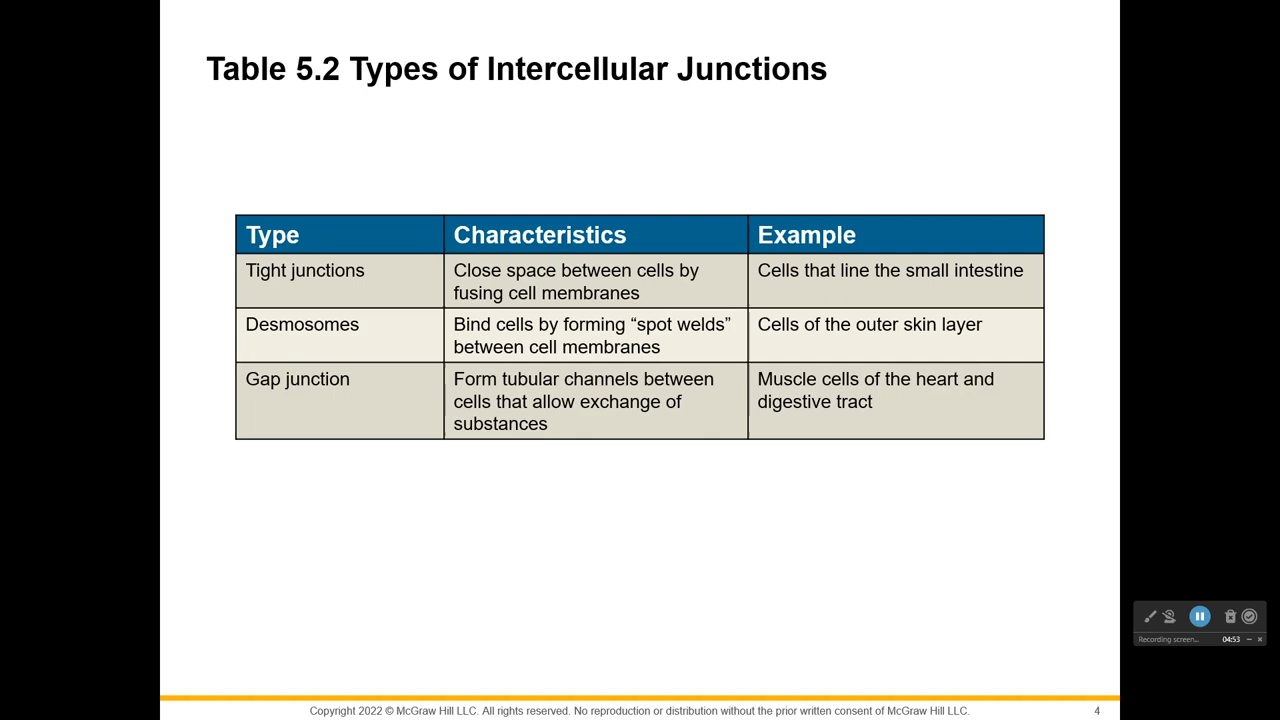 Table 5.2 Types of Intercellular Junctions
Type Characteristics Example
Tight junctions Close space between cells by Cells that line the small intestine
fusing cell membranes
Desmosomes Bind cells by forming “spot welds” Cells of the outer skin layer
between cell membranes
Gap junction Form tubular channels between Muscle cells of the heart and
cells that allow exchange of digestive tract
substances
Recording screen... 04:53
Copyright 2022 © McGraw Hill LLC. All rights reserved. No reproduction or distribution without the prior written consent of McGraw Hill LLC. 4